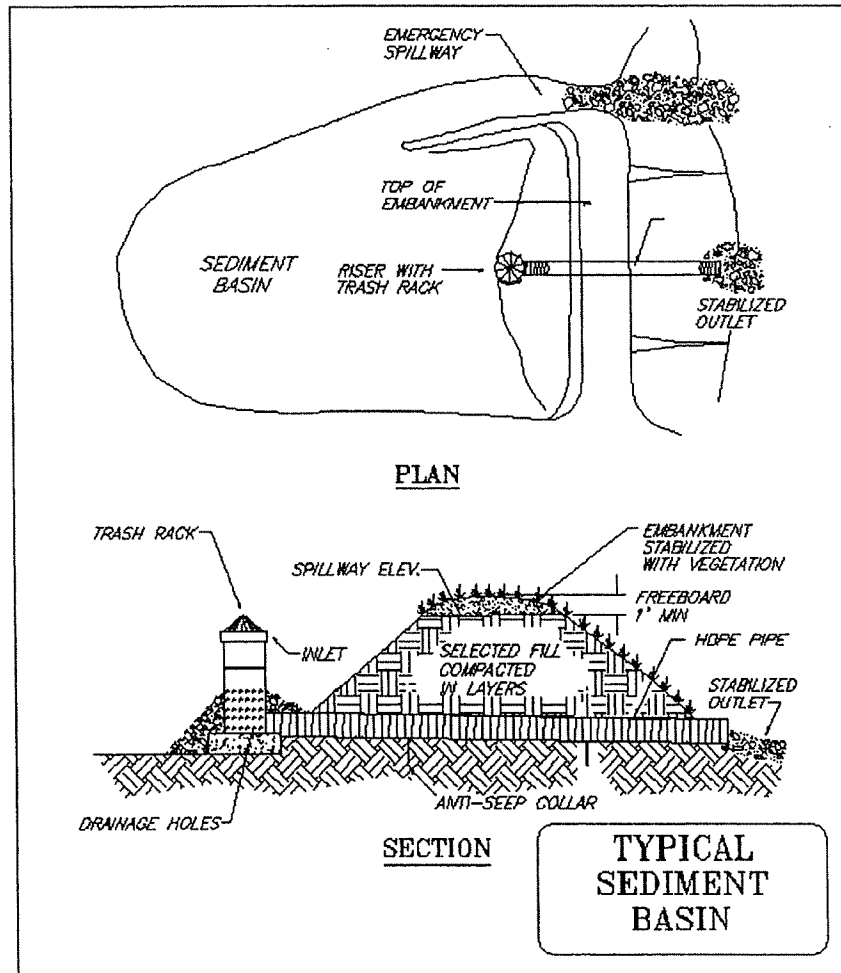 EMERGENCY
SPILLWAY
TOP OF
EMBANKMENT
SEDIMENT
BASIN
RISER WITH
TRASH RACK
STABILIZED
OUTLET
PLAN
TRASH RACK
SPILLWAY ELEV.
EMBANKMENT
STABILIZED
WITH VEGETATION
FREEBOARD
1' MIN
INLET
SELECTED FILL
COMPACTED
IN LAYERS
HDPE PIPE
STABILIZED
OUTLET
ANTI-SEEP COLLAR
DRAINAGE HOLES
SECTION
TYPICAL
SEDIMENT
BASIN